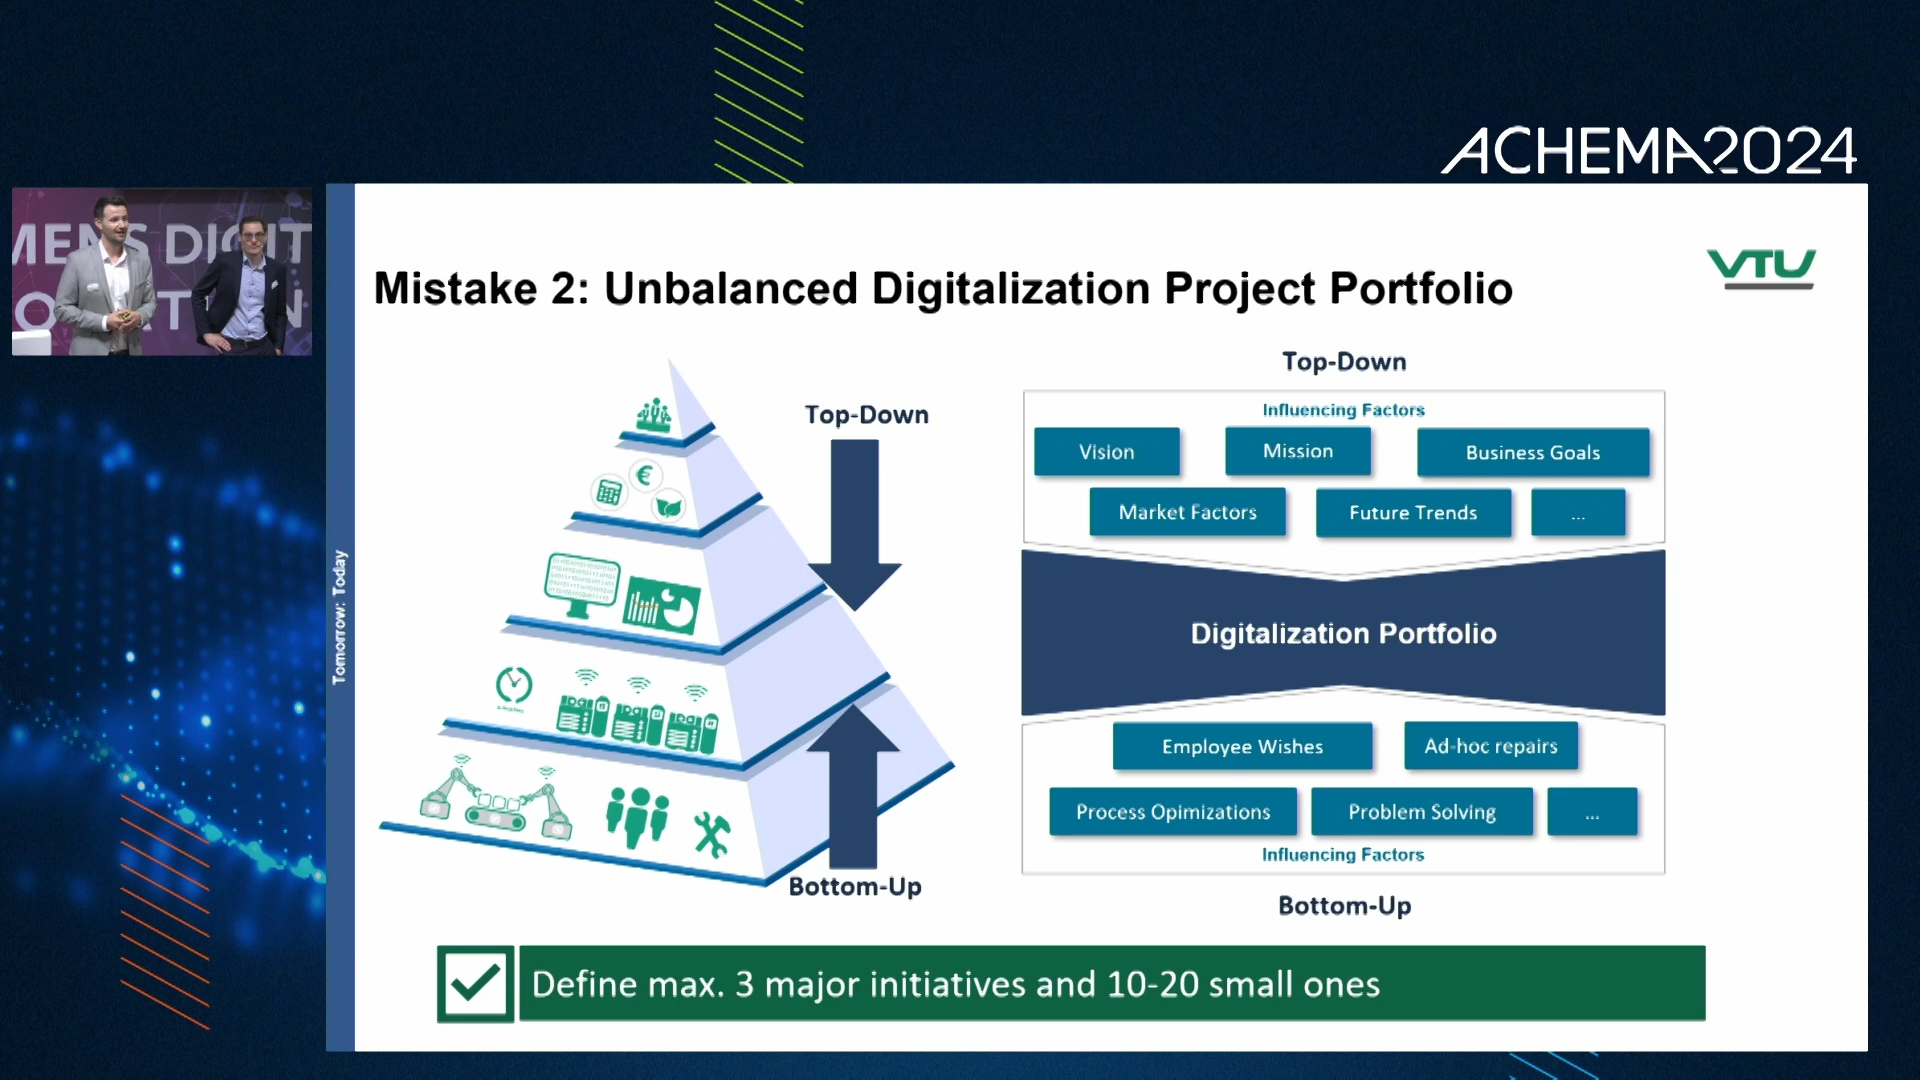 ACHEMA2024
MENS DIGIT
Tomorrow: Today
VTU
Mistake 2: Unbalanced Digitalization Project Portfolio
Top-Down
€
Bottom-Up
Top-Down
Influencing Factors
Vision
Mission
Business Goals
Market Factors
Future Trends
...
Digitalization Portfolio
Employee Wishes
Ad-hoc repairs
Process Opimizations
Problem Solving
...
Influencing Factors
Bottom-Up
Define max. 3 major initiatives and 10-20 small ones